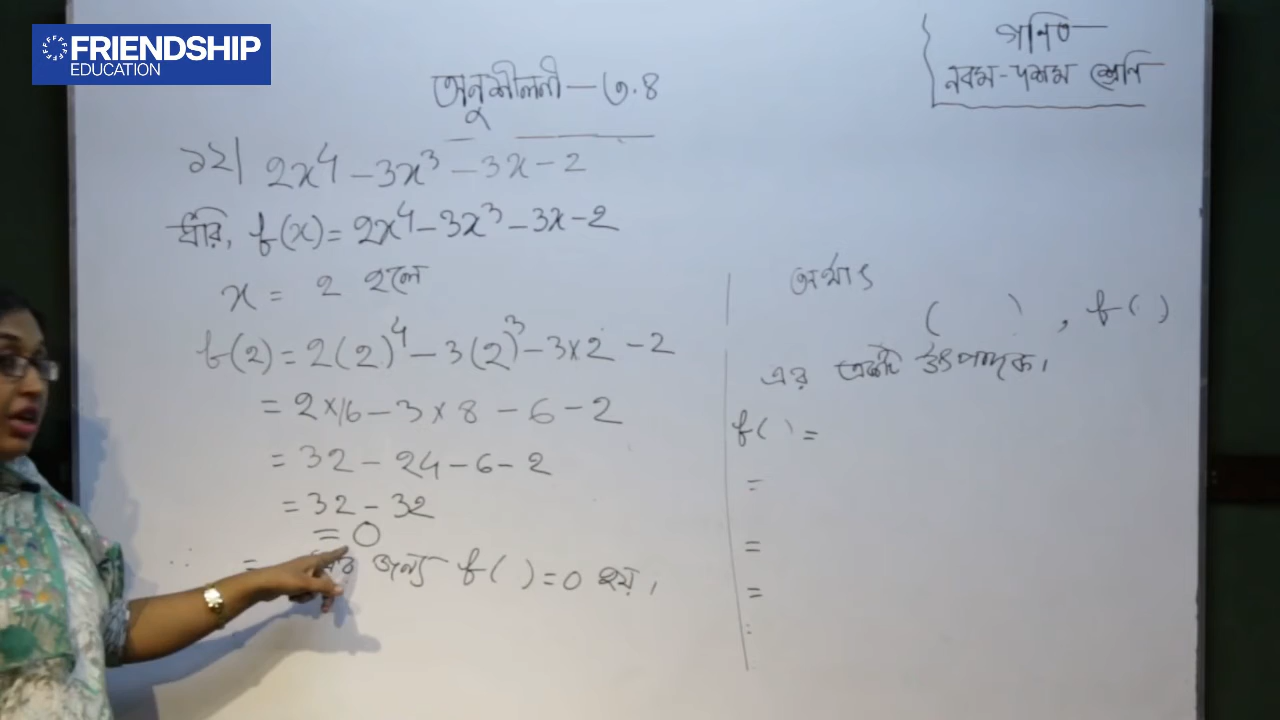 FRIENDSHIP
EDUCATION
গণিত
নবম-দশম শ্রেণি
অনুশীলনী-৩.৪
১২| 2x⁴ - 3x³ - 3x - 2
ধরি, f(x) = 2x⁴ - 3x³ - 3x - 2
x = 2 হলে
f(2) = 2(2)⁴ - 3(2)³ - 3×2 - 2
= 2×16 - 3×8 - 6 - 2
= 32 - 24 - 6 - 2
= 32 - 32
= 0
∴ = এর জন্য f( ) = 0 হয়।
অর্থাৎ
( ), f( )
এর একটি উৎপাদক।
f( ) =
=
=
=